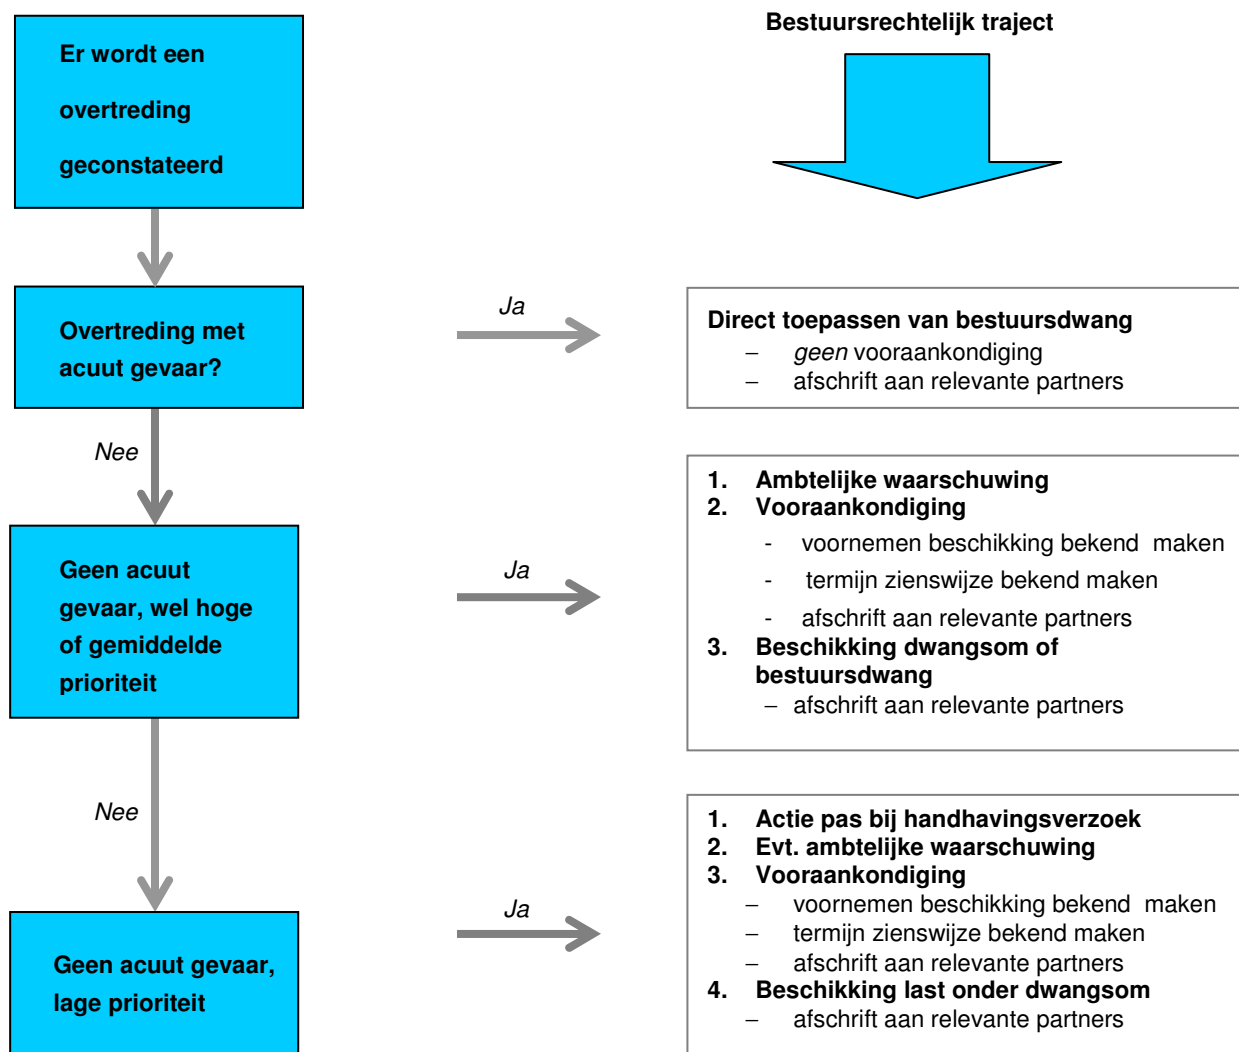 Bestuursrechtelijk traject
Er wordt een
overtreding
geconstateerd
Overtreding met
acuut gevaar?
Ja
Direct toepassen van bestuursdwang
– geen vooraankondiging
– afschrift aan relevante partners
Nee
Geen acuut
gevaar, wel hoge
of gemiddelde
prioriteit
Ja
1. Ambtelijke waarschuwing
2. Vooraankondiging
- voornemen beschikking bekend maken
- termijn zienswijze bekend maken
- afschrift aan relevante partners
3. Beschikking dwangsom of
bestuursdwang
– afschrift aan relevante partners
Nee
Geen acuut gevaar,
lage prioriteit
Ja
1. Actie pas bij handhavingsverzoek
2. Evt. ambtelijke waarschuwing
3. Vooraankondiging
– voornemen beschikking bekend maken
– termijn zienswijze bekend maken
– afschrift aan relevante partners
4. Beschikking last onder dwangsom
– afschrift aan relevante partners